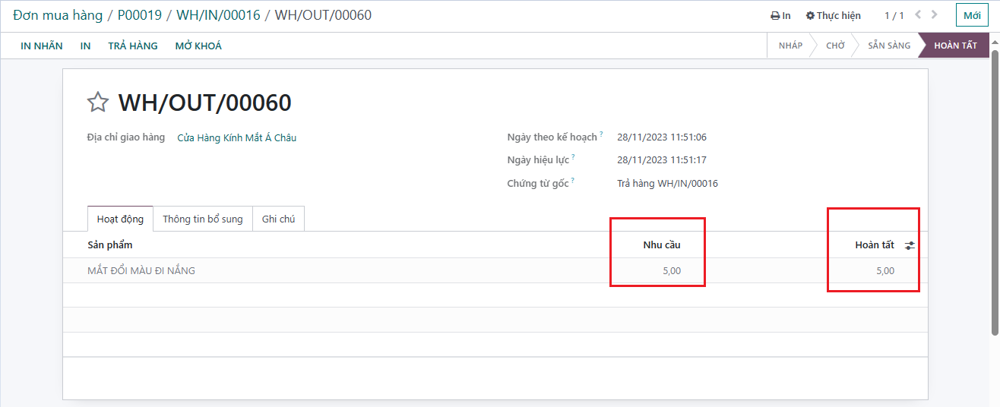 Đơn mua hàng / P00019 / WH/IN/00016 / WH/OUT/00060
In Thực hiện 1 / 1 Mới
IN NHÃN IN TRẢ HÀNG MỞ KHOÁ
NHÁP CHỜ SẴN SÀNG HOÀN TẤT
WH/OUT/00060
Địa chỉ giao hàng Cửa Hàng Kính Mắt Á Châu
Ngày theo kế hoạch ? 28/11/2023 11:51:06
Ngày hiệu lực ? 28/11/2023 11:51:17
Chứng từ gốc ? Trả hàng WH/IN/00016
Hoạt động Thông tin bổ sung Ghi chú
Sản phẩm Nhu cầu Hoàn tất
MẮT ĐỔI MÀU ĐI NẮNG 5,00 5,00